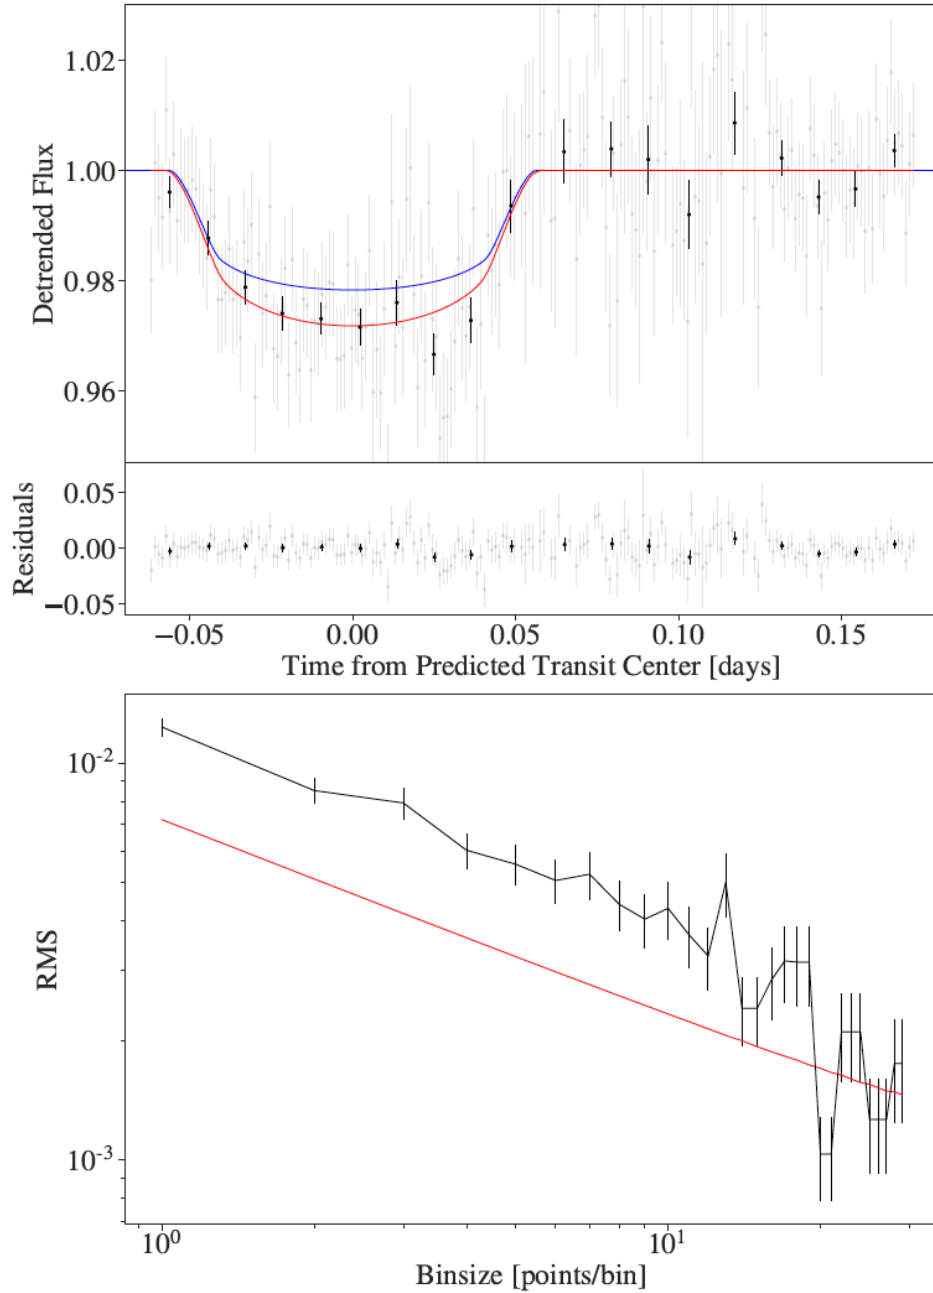 1.02
1.00
0.98
0.96
Detrended Flux
0.05
0.00
−0.05
Residuals
−0.05 0.00 0.05 0.10 0.15
Time from Predicted Transit Center [days]
10⁻²
10⁻³
RMS
10⁰ 10¹
Binsize [points/bin]